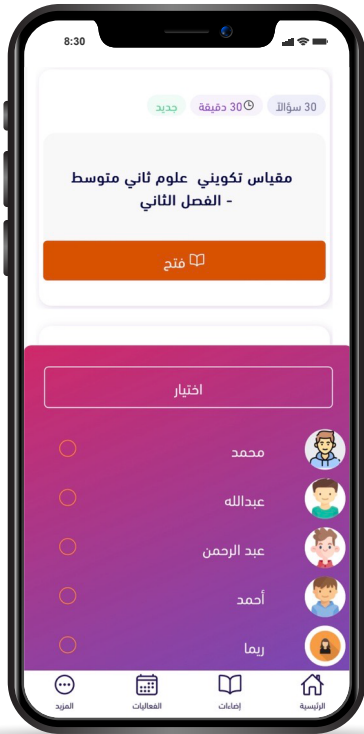 8:30
30 سؤالاً
30 دقيقة
جديد
مقياس تكويني علوم ثاني متوسط
- الفصل الثاني
فتح
اختيار
محمد
عبدالله
عبد الرحمن
أحمد
ريما
الرئيسية
إضاءات
الفعاليات
المزيد